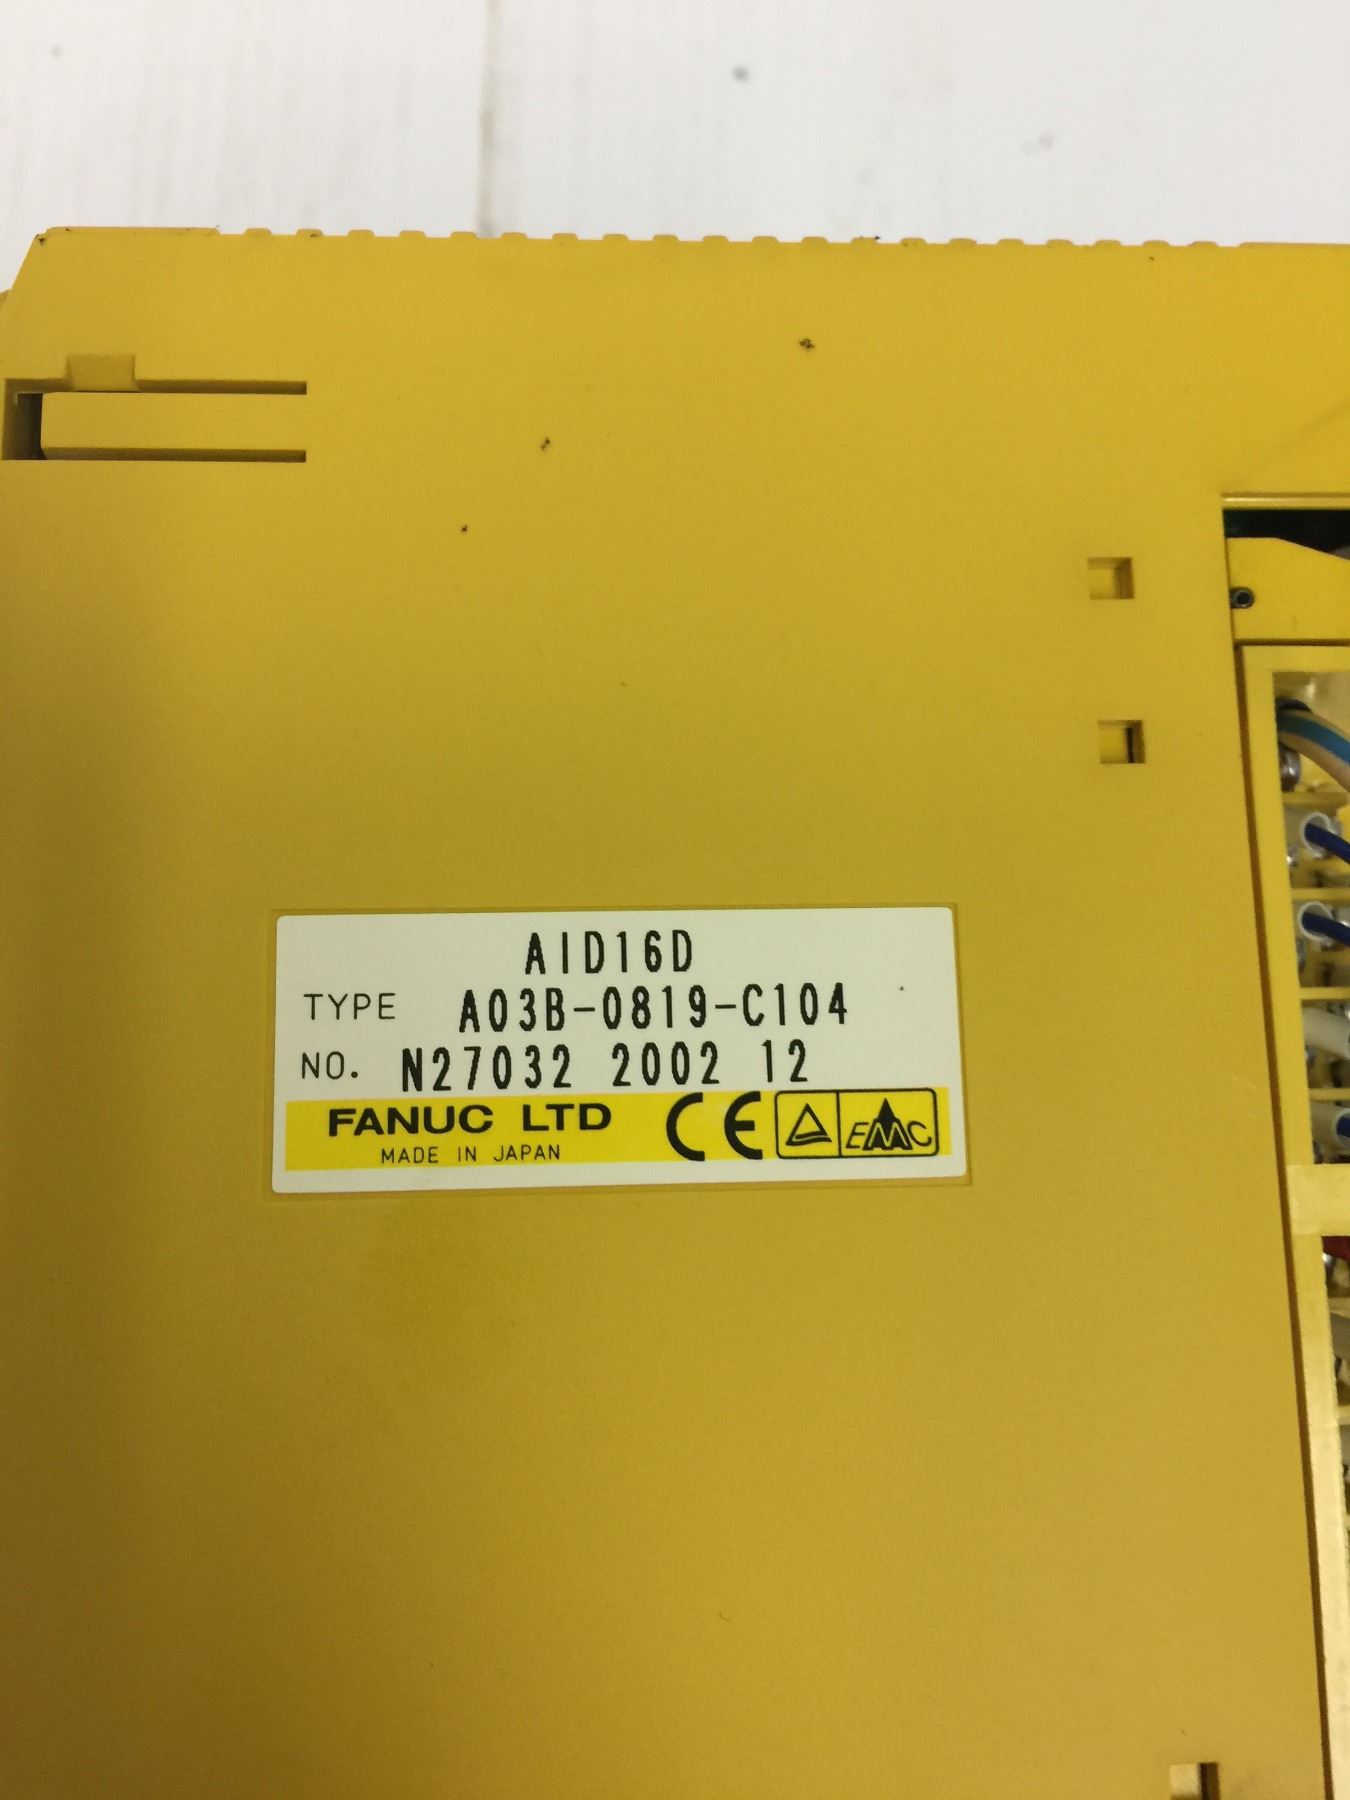 AID16D
TYPE A03B-0819-C104
NO. N27032 2002 12
FANUC LTD CE EMC
MADE IN JAPAN